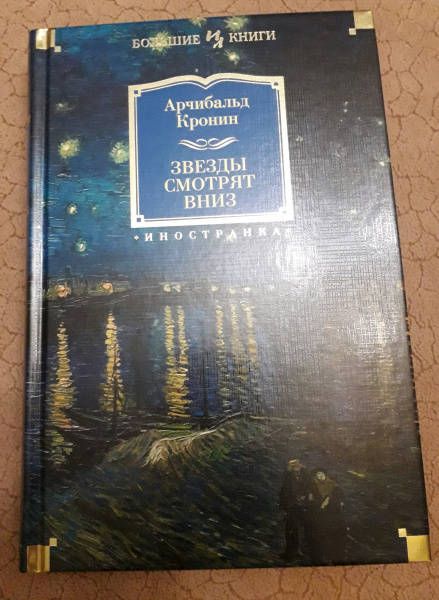 БОЛЬШИЕ КНИГИ
Арчибальд
Кронин
ЗВЕЗДЫ
СМОТРЯТ
ВНИЗ
ИНОСТРАНКА